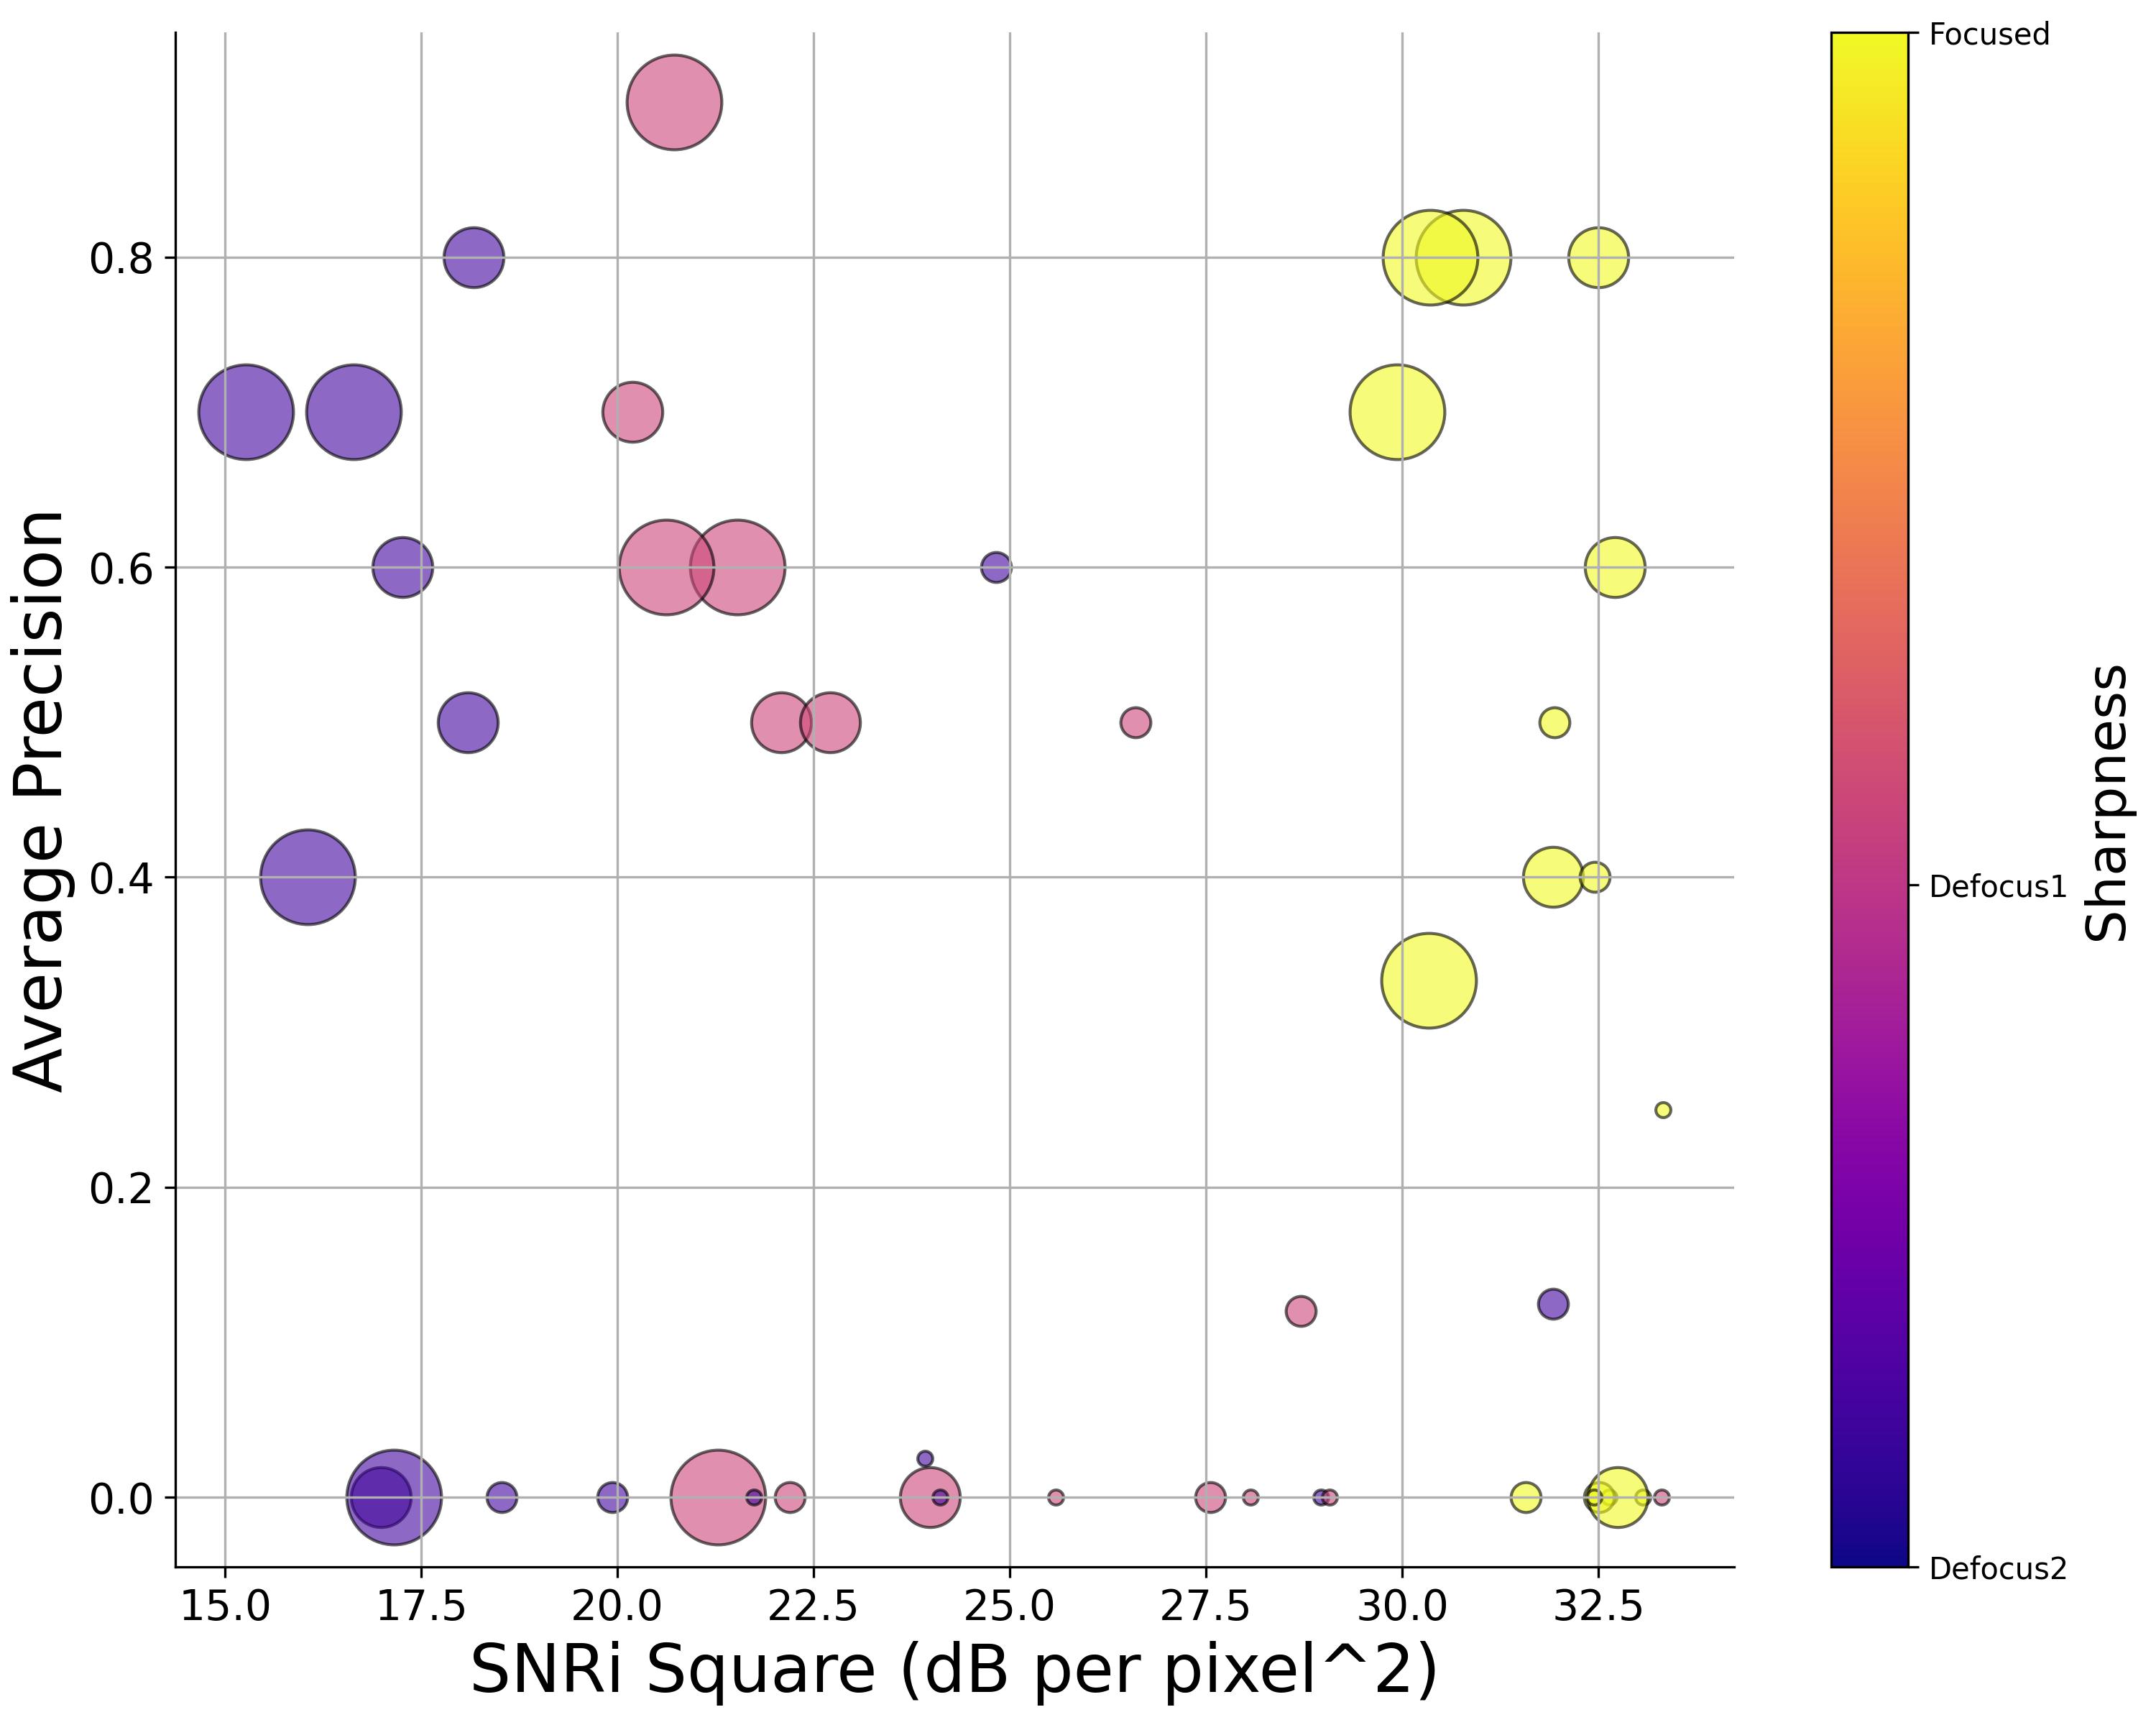 Average Precision
0.8
0.6
0.4
0.2
0.0
15.0 17.5 20.0 22.5 25.0 27.5 30.0 32.5
SNRi Square (dB per pixel^2)
Focused
Defocus1
Defocus2
Sharpness